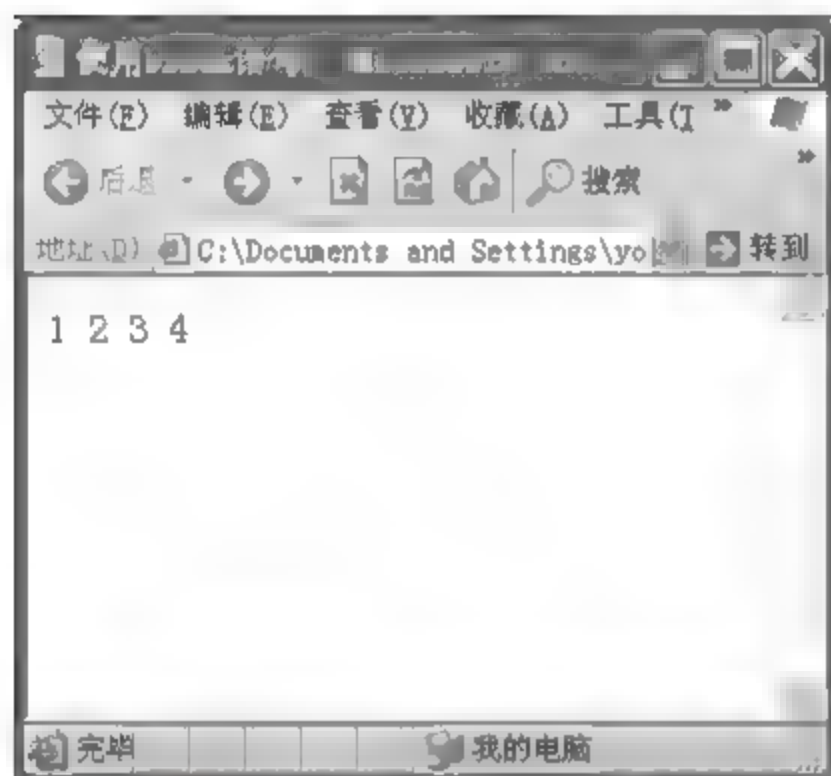 文件(F) 编辑(E) 查看(V) 收藏(A) 工具(T »
后退 搜索 »
地址(D) C:\Documents and Settings\yo 转到
1 2 3 4
完毕 我的电脑